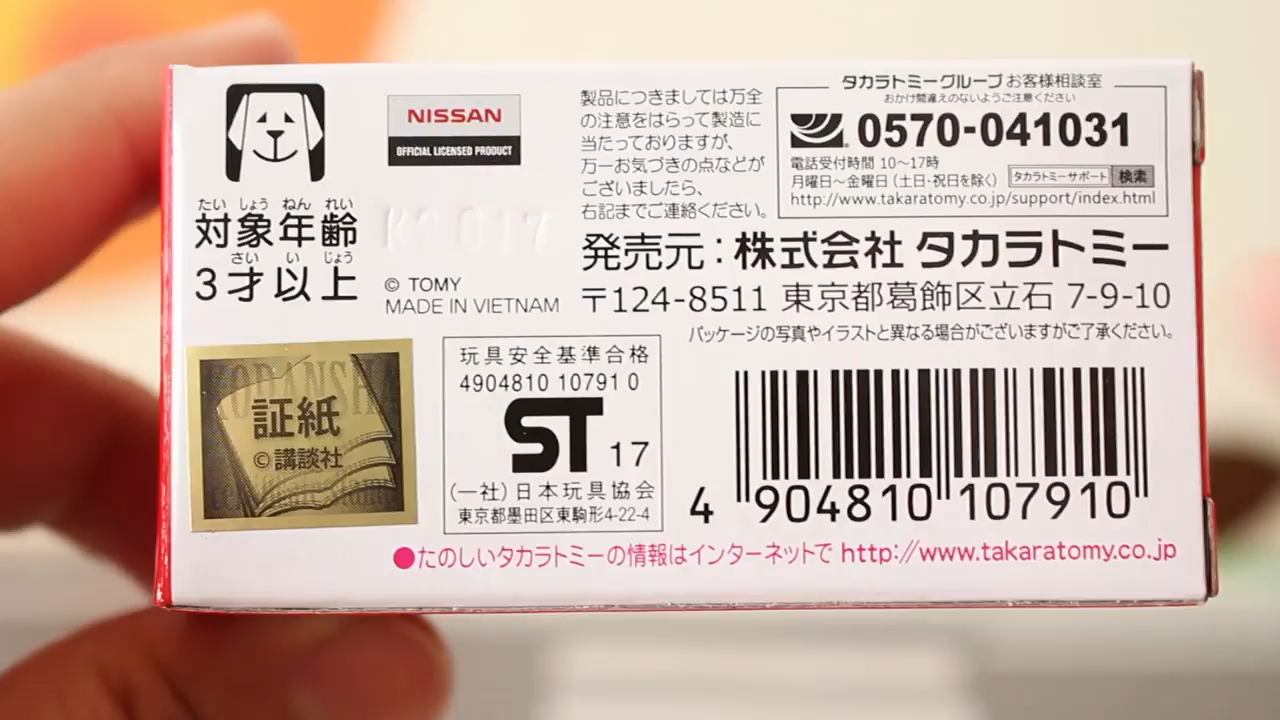 たい しょう ねん れい
対象年齢
さい い じょう
3才以上
NISSAN
OFFICIAL LICENSED PRODUCT
© TOMY
MADE IN VIETNAM
製品につきましては万全
の注意をはらって製造に
当たっておりますが、
万一お気づきの点などが
ございましたら、
右記までご連絡ください。
タカラトミーグループ お客様相談室
おかけ間違えのないようご注意ください
0570-041031
電話受付時間 10〜17時
月曜日〜金曜日(土日・祝日を除く)
タカラトミーサポート 検索
http://www.takaratomy.co.jp/support/index.html
発売元:株式会社 タカラトミー
〒124-8511 東京都葛飾区立石 7-9-10
パッケージの写真やイラストと異なる場合がございますがご了承ください。
KODANSHA
証紙
©講談社
玩具安全基準合格
4904810 10791 0
ST 17
(一社)日本玩具協会
東京都墨田区東駒形4-22-4
4 904810 107910
●たのしいタカラトミーの情報はインターネットで http://www.takaratomy.co.jp